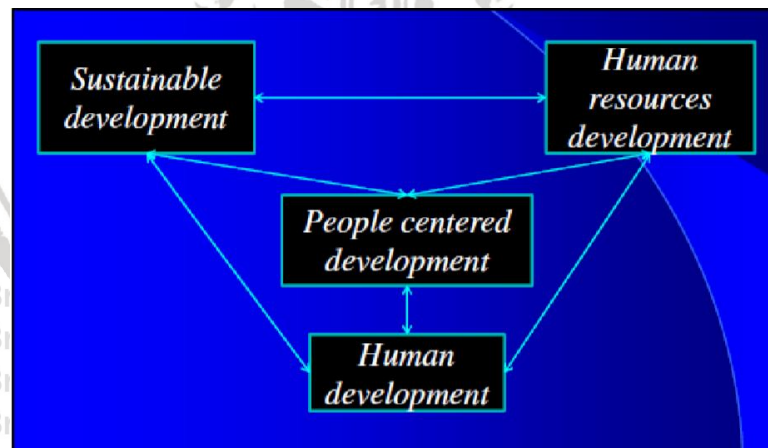 Sustainable
development
Human
resources
development
People centered
development
Human
development